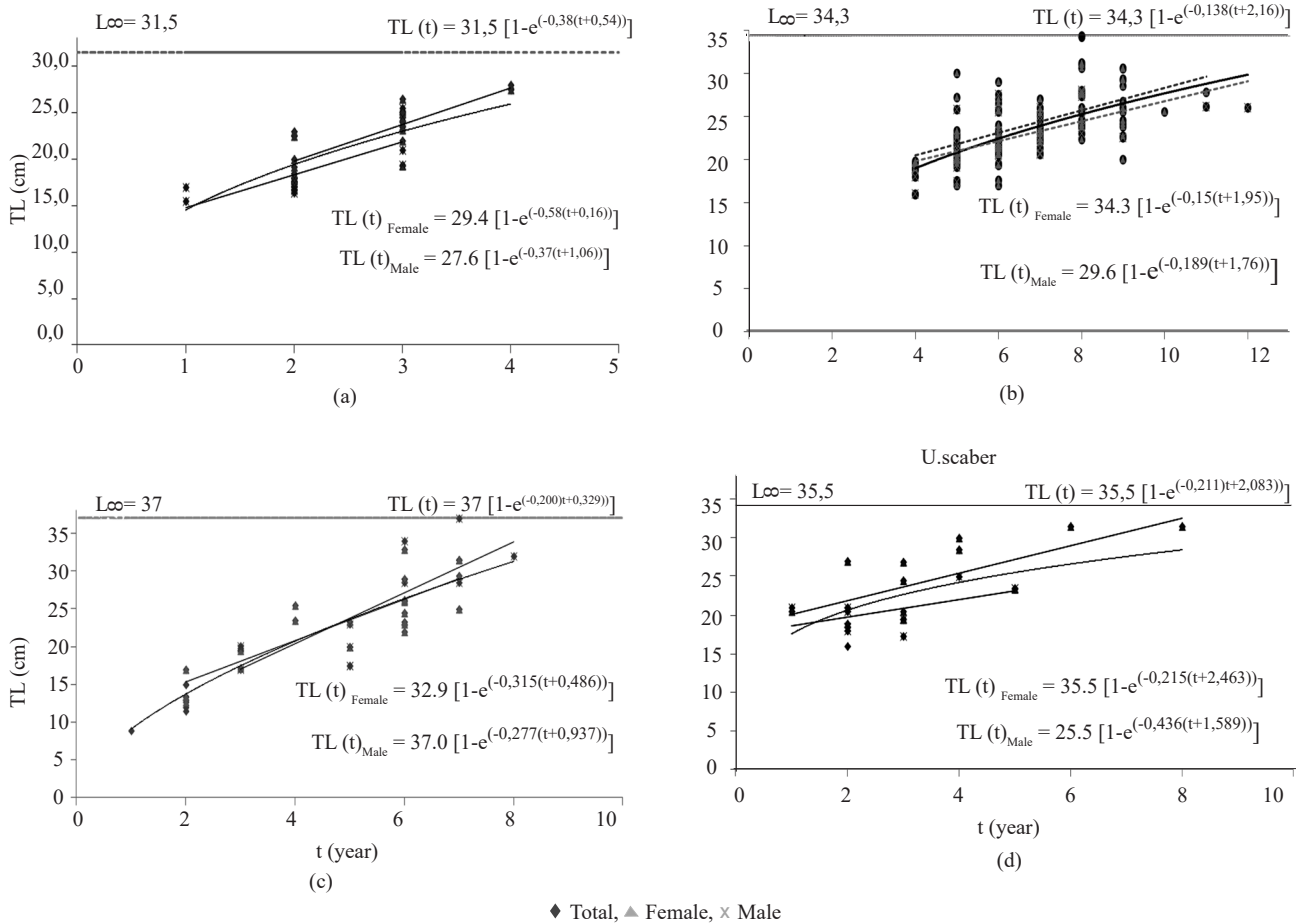 L∞= 31,5
TL (t) = 31,5 [1-e(-0,38(t+0,54))]
30,0
25,0
20,0
15,0
10,0
5,0
0,0
TL (cm)
TL (t) Female = 29.4 [1-e(-0,58(t+0,16))]
TL (t)Male = 27.6 [1-e(-0,37(t+1,06))]
0 1 2 3 4 5
(a)
L∞= 34,3
TL (t) = 34,3 [1-e(-0,138(t+2,16))]
35
30
25
20
15
10
5
0
TL (t) Female = 34.3 [1-e(-0,15(t+1,95))]
TL (t)Male = 29.6 [1-e(-0,189(t+1,76))]
0 2 4 6 8 10 12
(b)
L∞= 37
TL (t) = 37 [1-e(-0,200)t+0,329))]
35
30
25
20
15
10
5
0
TL (cm)
TL (t) Female = 32.9 [1-e(-0,315(t+0,486))]
TL (t)Male = 37.0 [1-e(-0,277(t+0,937))]
0 2 4 6 8 10
t (year)
(c)
U.scaber
L∞= 35,5
TL (t) = 35,5 [1-e(-0,211)t+2,083))]
35
30
25
20
15
10
5
0
TL (cm)
TL (t) Female = 35.5 [1-e(-0,215(t+2,463))]
TL (t)Male = 25.5 [1-e(-0,436(t+1,589))]
0 2 4 6 8 10
t (year)
(d)
♦ Total, ▲ Female, x Male